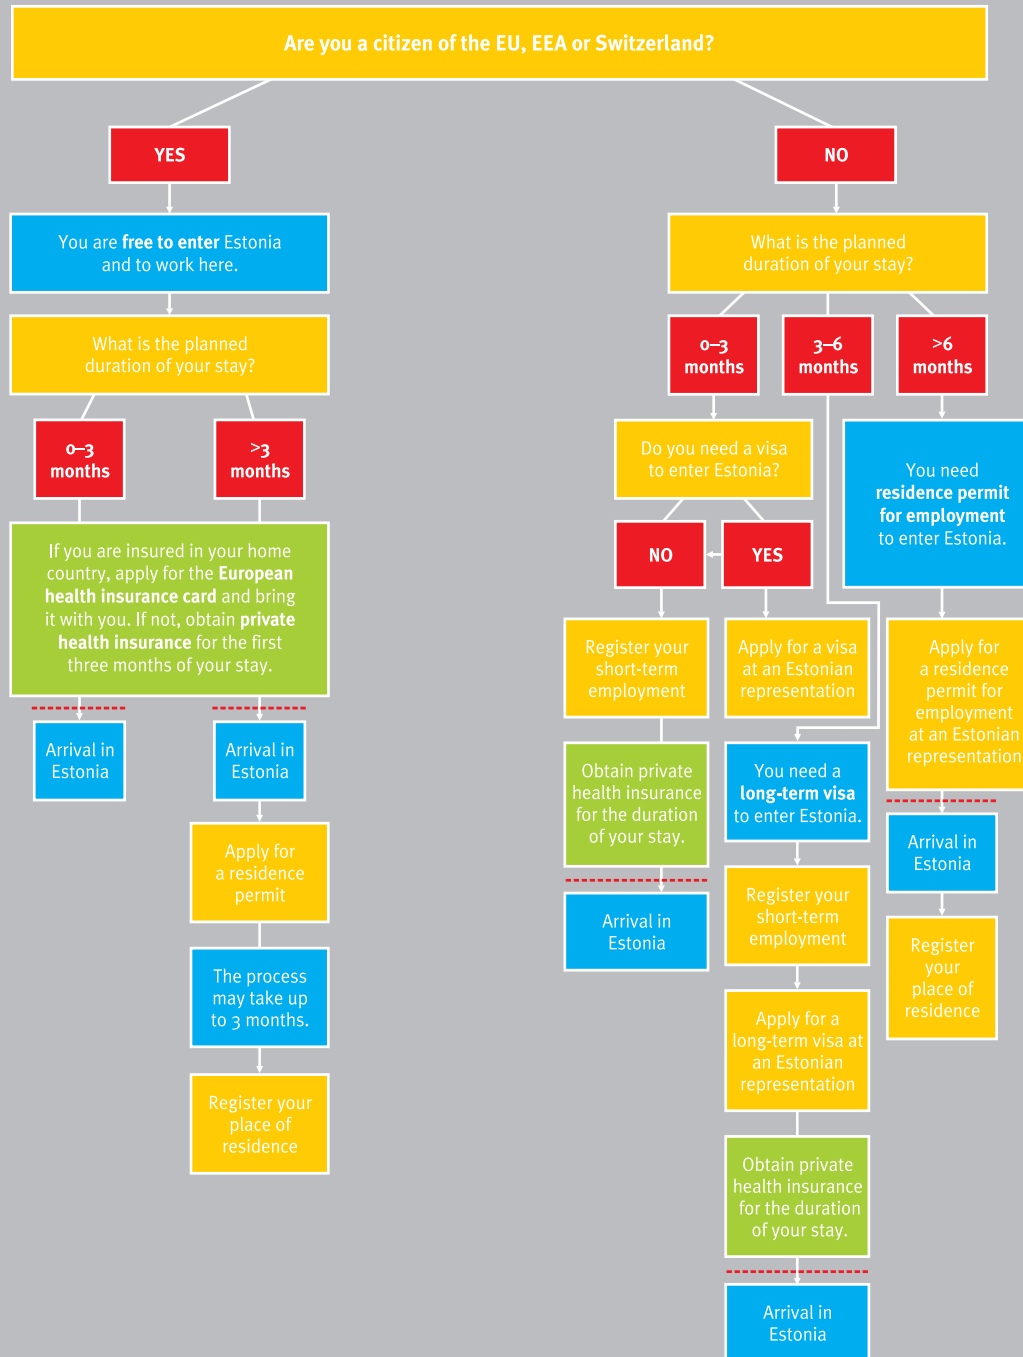 Are you a citizen of the EU, EEA or Switzerland?
YES
You are free to enter Estonia
and to work here.
What is the planned
duration of your stay?
0–3
months
>3
months
If you are insured in your home
country, apply for the European
health insurance card and bring
it with you. If not, obtain private
health insurance for the first
three months of your stay.
Arrival in
Estonia
Arrival in
Estonia
Apply for
a residence
permit
The process
may take up
to 3 months.
Register your
place of
residence
NO
What is the planned
duration of your stay?
0–3
months
3–6
months
>6
months
Do you need a visa
to enter Estonia?
NO
YES
Register your
short-term
employment
Obtain private
health insurance
for the duration
of your stay.
Arrival in
Estonia
Apply for a visa
at an Estonian
representation
You need a
long-term visa
to enter Estonia.
Register your
short-term
employment
Apply for a
long-term visa at
an Estonian
representation
Obtain private
health insurance
for the duration
of your stay.
Arrival in
Estonia
You need
residence permit
for employment
to enter Estonia.
Apply for
a residence
permit for
employment
at an Estonian
representation
Arrival in
Estonia
Register
your
place of
residence